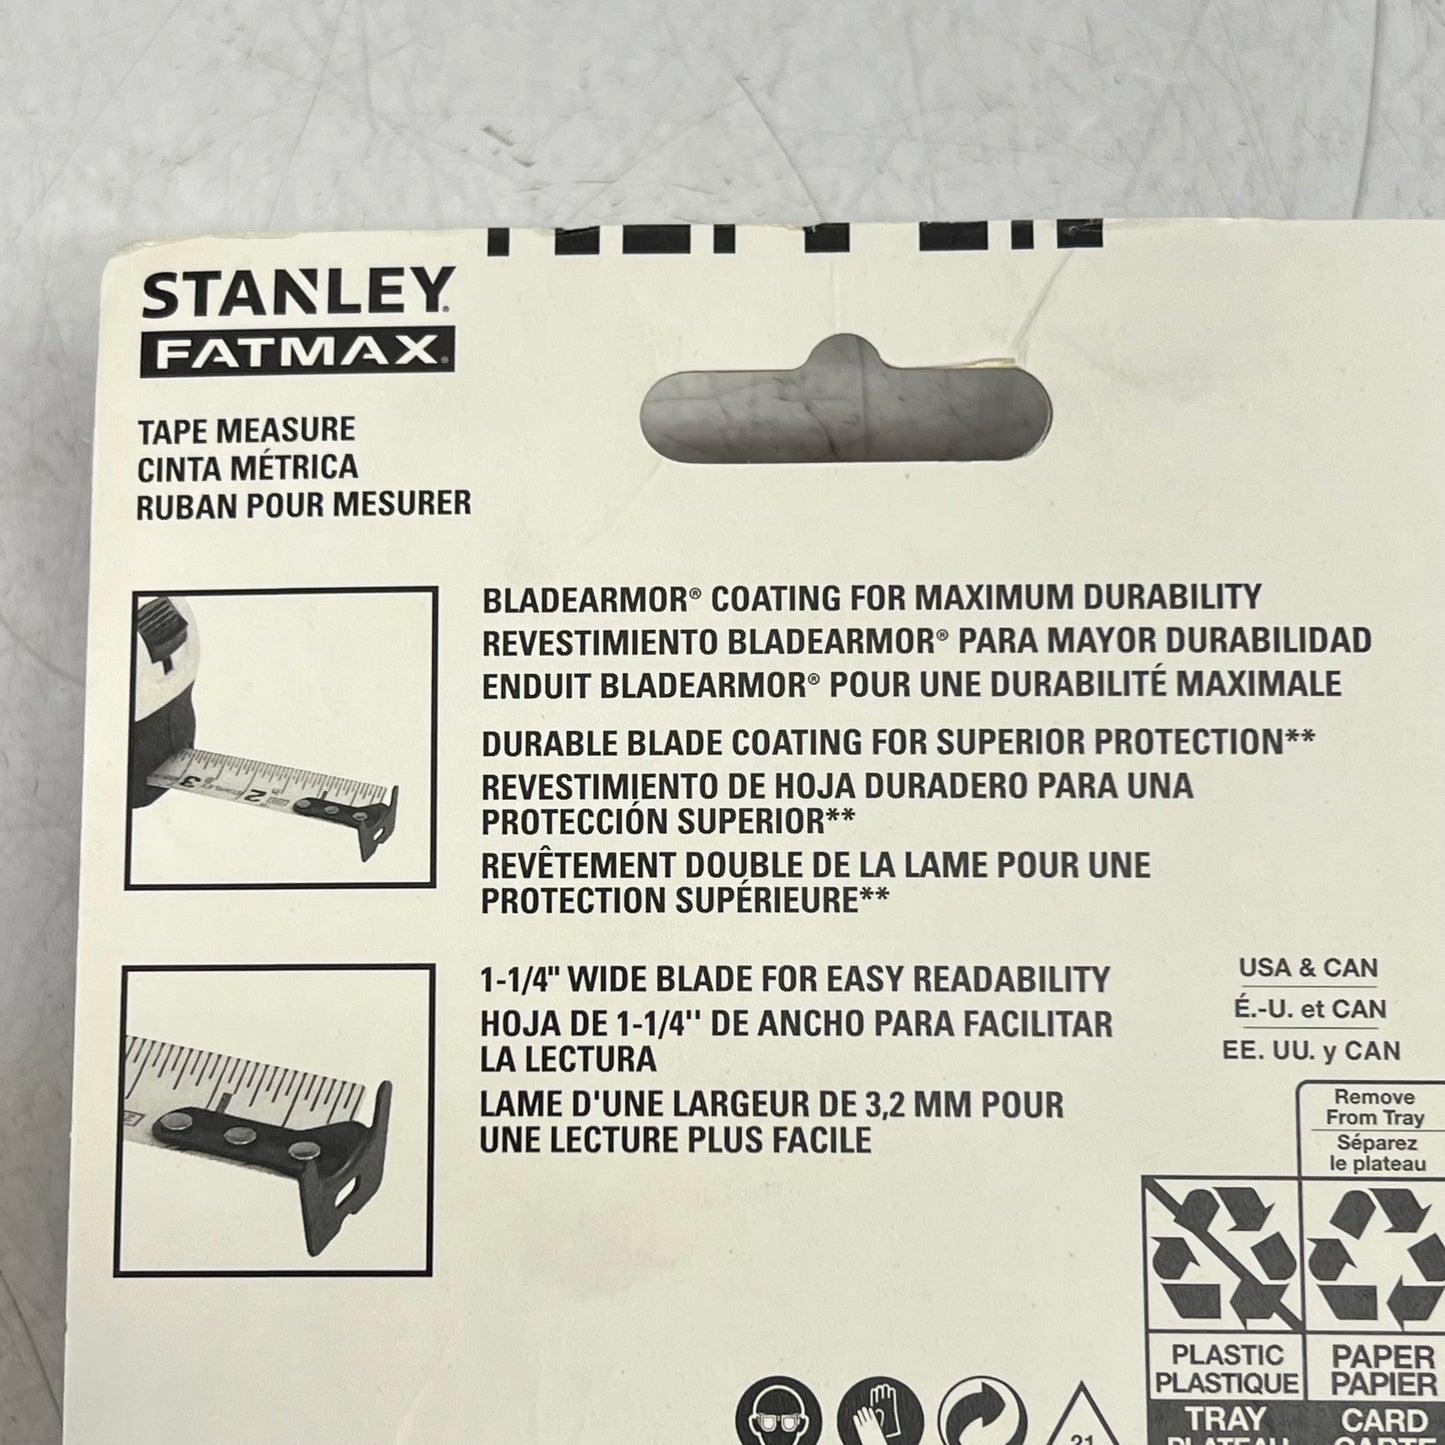 STANLEY®
FATMAX®
TAPE MEASURE
CINTA MÉTRICA
RUBAN POUR MESURER
BLADEARMOR® COATING FOR MAXIMUM DURABILITY
REVESTIMIENTO BLADEARMOR® PARA MAYOR DURABILIDAD
ENDUIT BLADEARMOR® POUR UNE DURABILITÉ MAXIMALE
DURABLE BLADE COATING FOR SUPERIOR PROTECTION**
REVESTIMIENTO DE HOJA DURADERO PARA UNA
PROTECCIÓN SUPERIOR**
REVÊTEMENT DOUBLE DE LA LAME POUR UNE
PROTECTION SUPÉRIEURE**
3 2
1-1/4" WIDE BLADE FOR EASY READABILITY
HOJA DE 1-1/4'' DE ANCHO PARA FACILITAR
LA LECTURA
LAME D'UNE LARGEUR DE 3,2 MM POUR
UNE LECTURE PLUS FACILE
USA & CAN
É.-U. et CAN
EE. UU. y CAN
Remove
From Tray
Séparez
le plateau
PLASTIC
PLASTIQUE
TRAY
PLATEAU
PAPER
PAPIER
CARD
CARTE
21